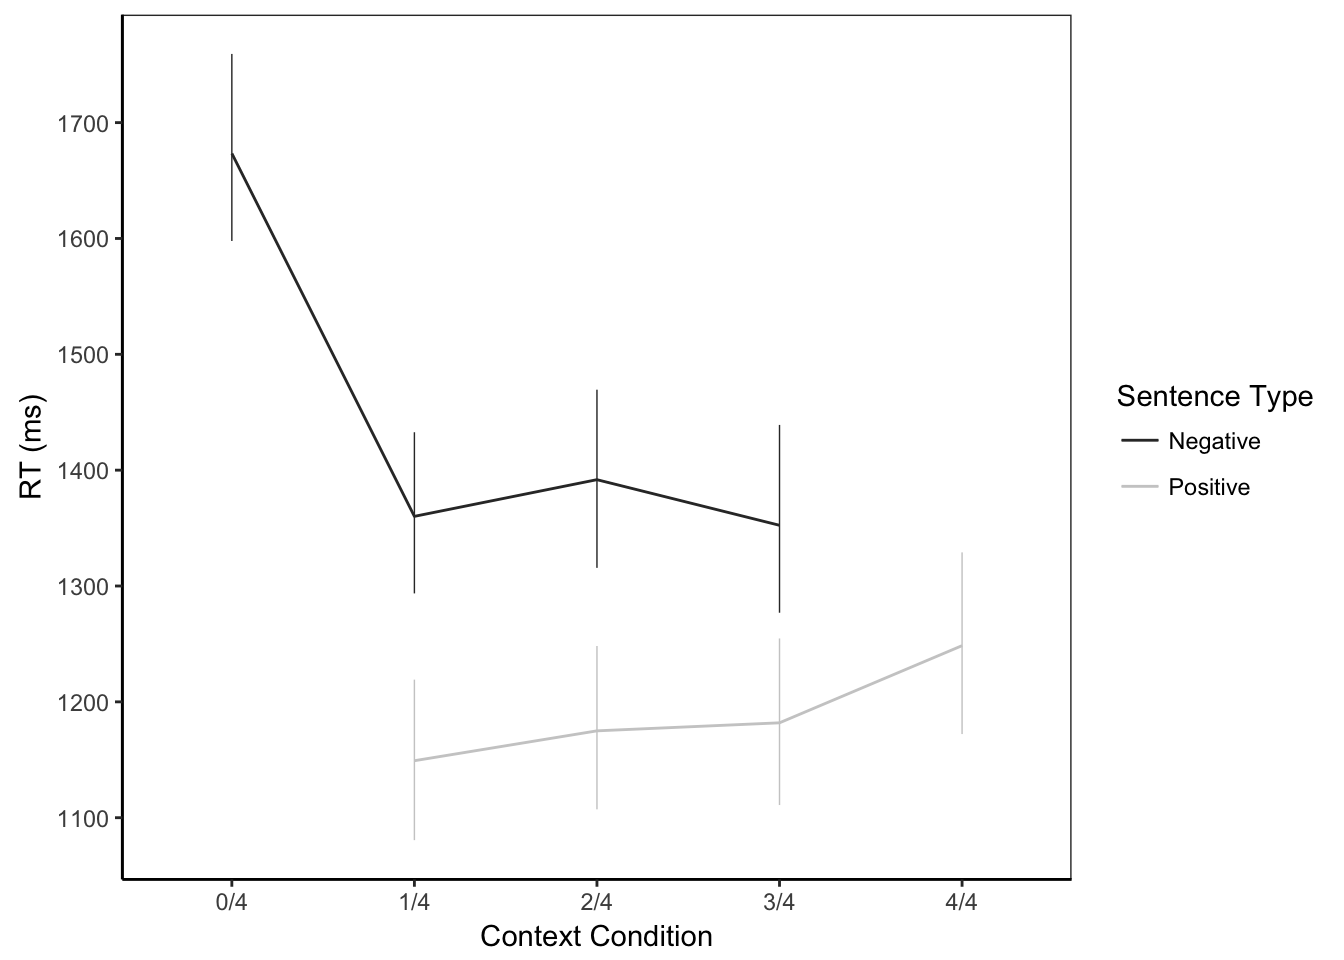 1700
1600
1500
1400
1300
1200
1100
RT (ms)
0/4 1/4 2/4 3/4 4/4
Context Condition
Sentence Type
Negative
Positive